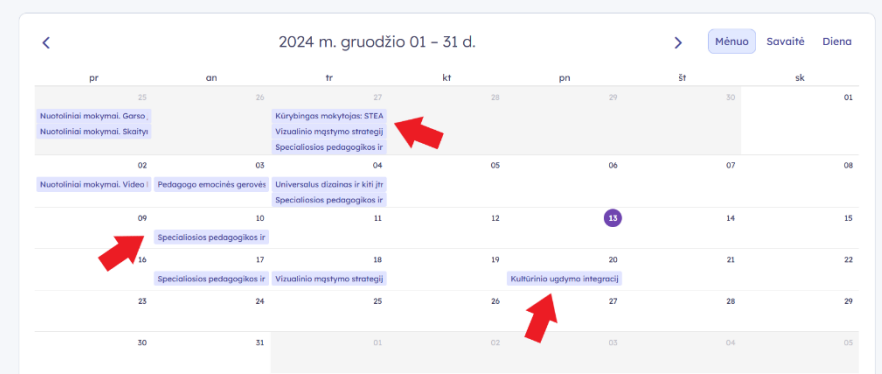 2024 m. gruodžio 01 – 31 d.
Mėnuo Savaitė Diena
pr an tr kt pn št sk
25 26 27 28 29 30 01
Nuotoliniai mokymai. Garso Kūrybingas mokytojas: STEA
Nuotoliniai mokymai. Skaity Vizualinio mąstymo strategij
Specialiosios pedagogikos ir
02 03 04 05 06 07 08
Nuotoliniai mokymai. Video Pedagogo emocinės gerovės Universalus dizainas ir kiti įtr
Specialiosios pedagogikos ir
09 10 11 12 13 14 15
Specialiosios pedagogikos ir
16 17 18 19 20 21 22
Specialiosios pedagogikos ir Vizualinio mąstymo strategij Kultūrinio ugdymo integracij
23 24 25 26 27 28 29
30 31 01 02 03 04 05